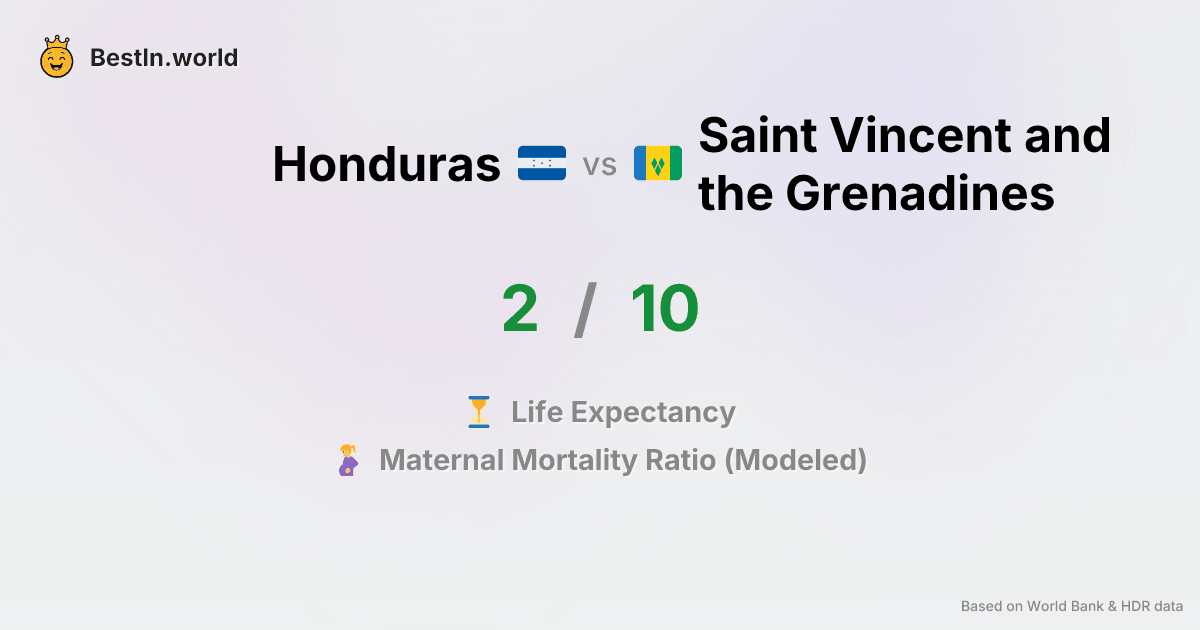 BestIn.world
Honduras vs Saint Vincent and
the Grenadines
2 / 10
Life Expectancy
Maternal Mortality Ratio (Modeled)
Based on World Bank & HDR data